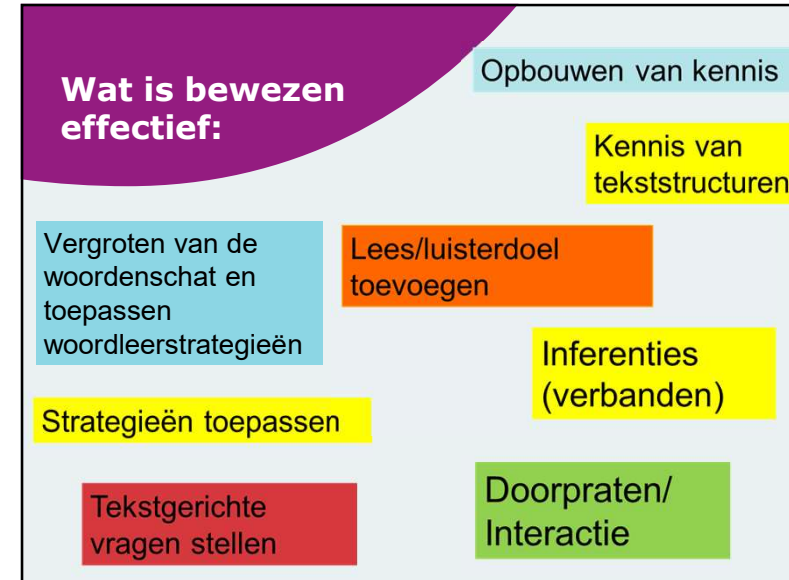 Wat is bewezen
effectief:
Opbouwen van kennis
Kennis van
tekststructuren
Vergroten van de
woordenschat en
toepassen
woordleerstrategieën
Lees/luisterdoel
toevoegen
Inferenties
(verbanden)
Strategieën toepassen
Tekstgerichte
vragen stellen
Doorpraten/
Interactie